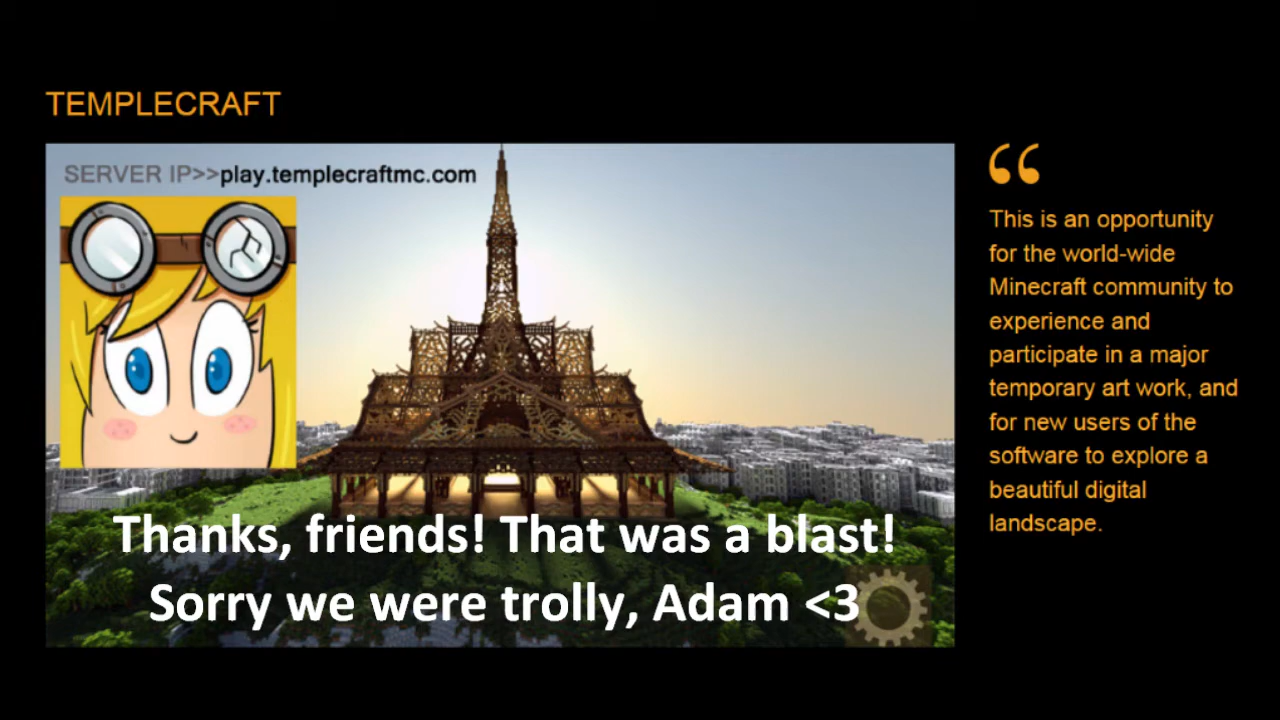 TEMPLECRAFT
SERVER IP>>play.templecraftmc.com
Thanks, friends! That was a blast!
Sorry we were trolly, Adam <3
“
This is an opportunity
for the world-wide
Minecraft community to
experience and
participate in a major
temporary art work, and
for new users of the
software to explore a
beautiful digital
landscape.